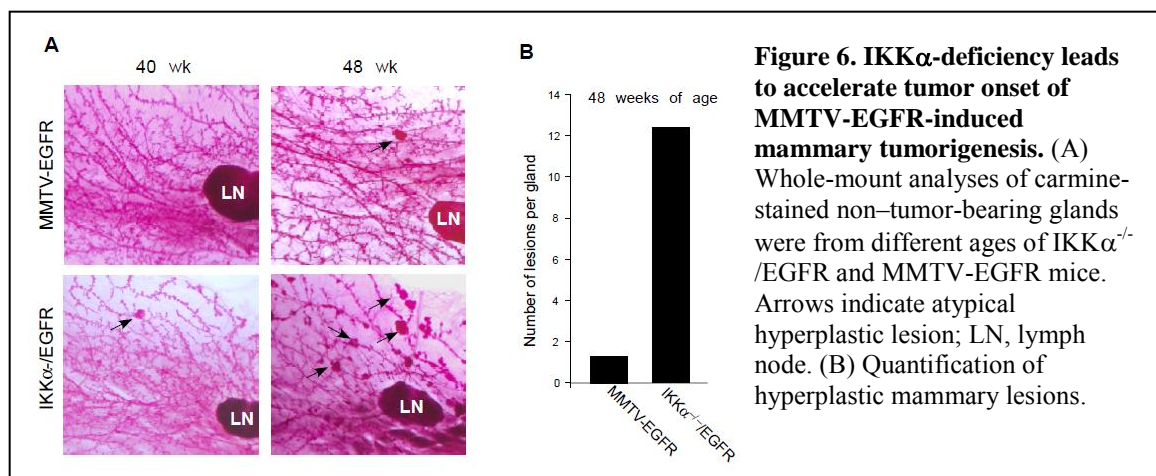 A
40 wk
48 wk
MMTV-EGFR
LN
LN
IKKα-/EGFR
LN
LN
B
48 weeks of age
Number of lesions per gland
14
12
10
8
6
4
2
0
MMTV-EGFR
IKKα-/-/EGFR
Figure 6. IKKα-deficiency leads
to accelerate tumor onset of
MMTV-EGFR-induced
mammary tumorigenesis. (A)
Whole-mount analyses of carmine-
stained non–tumor-bearing glands
were from different ages of IKKα-/-
/EGFR and MMTV-EGFR mice.
Arrows indicate atypical
hyperplastic lesion; LN, lymph
node. (B) Quantification of
hyperplastic mammary lesions.